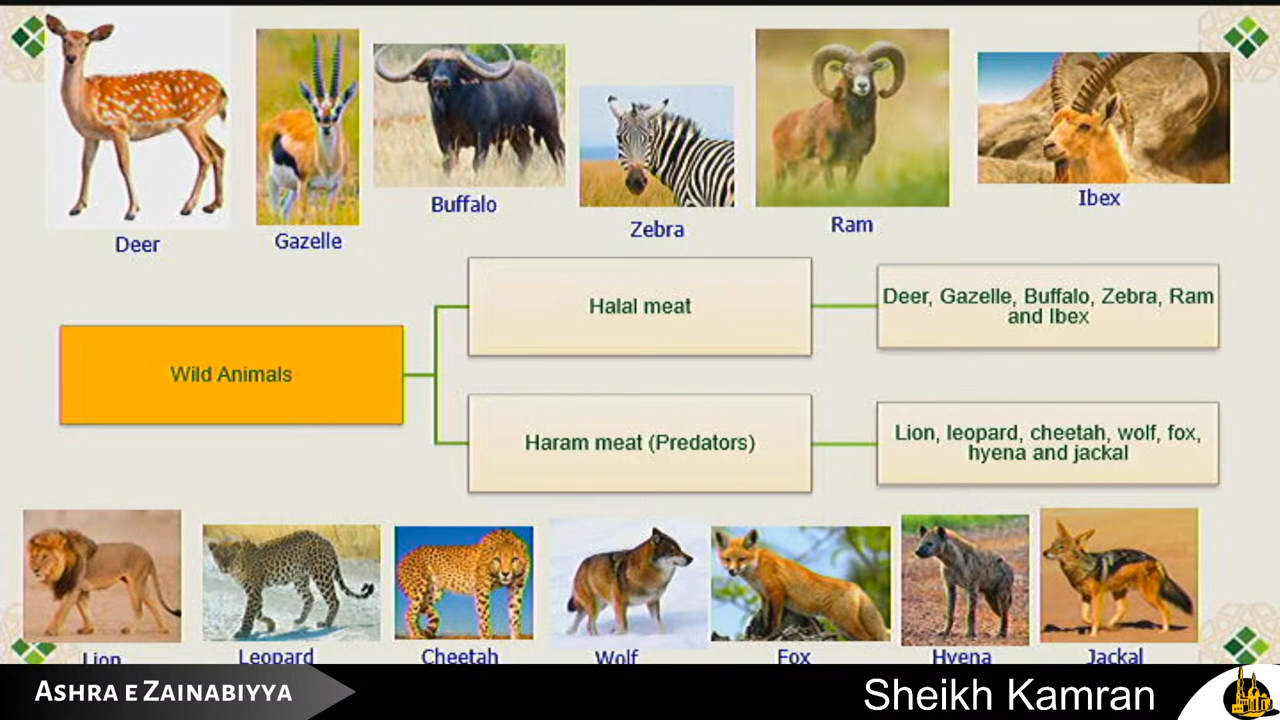 Deer
Gazelle
Buffalo
Zebra
Ram
Ibex
Wild Animals
Halal meat
Deer, Gazelle, Buffalo, Zebra, Ram
and Ibex
Haram meat (Predators)
Lion, leopard, cheetah, wolf, fox,
hyena and jackal
Lion
Leopard
Cheetah
Wolf
Fox
Hyena
Jackal
ASHRA E ZAINABIYYA
Sheikh Kamran